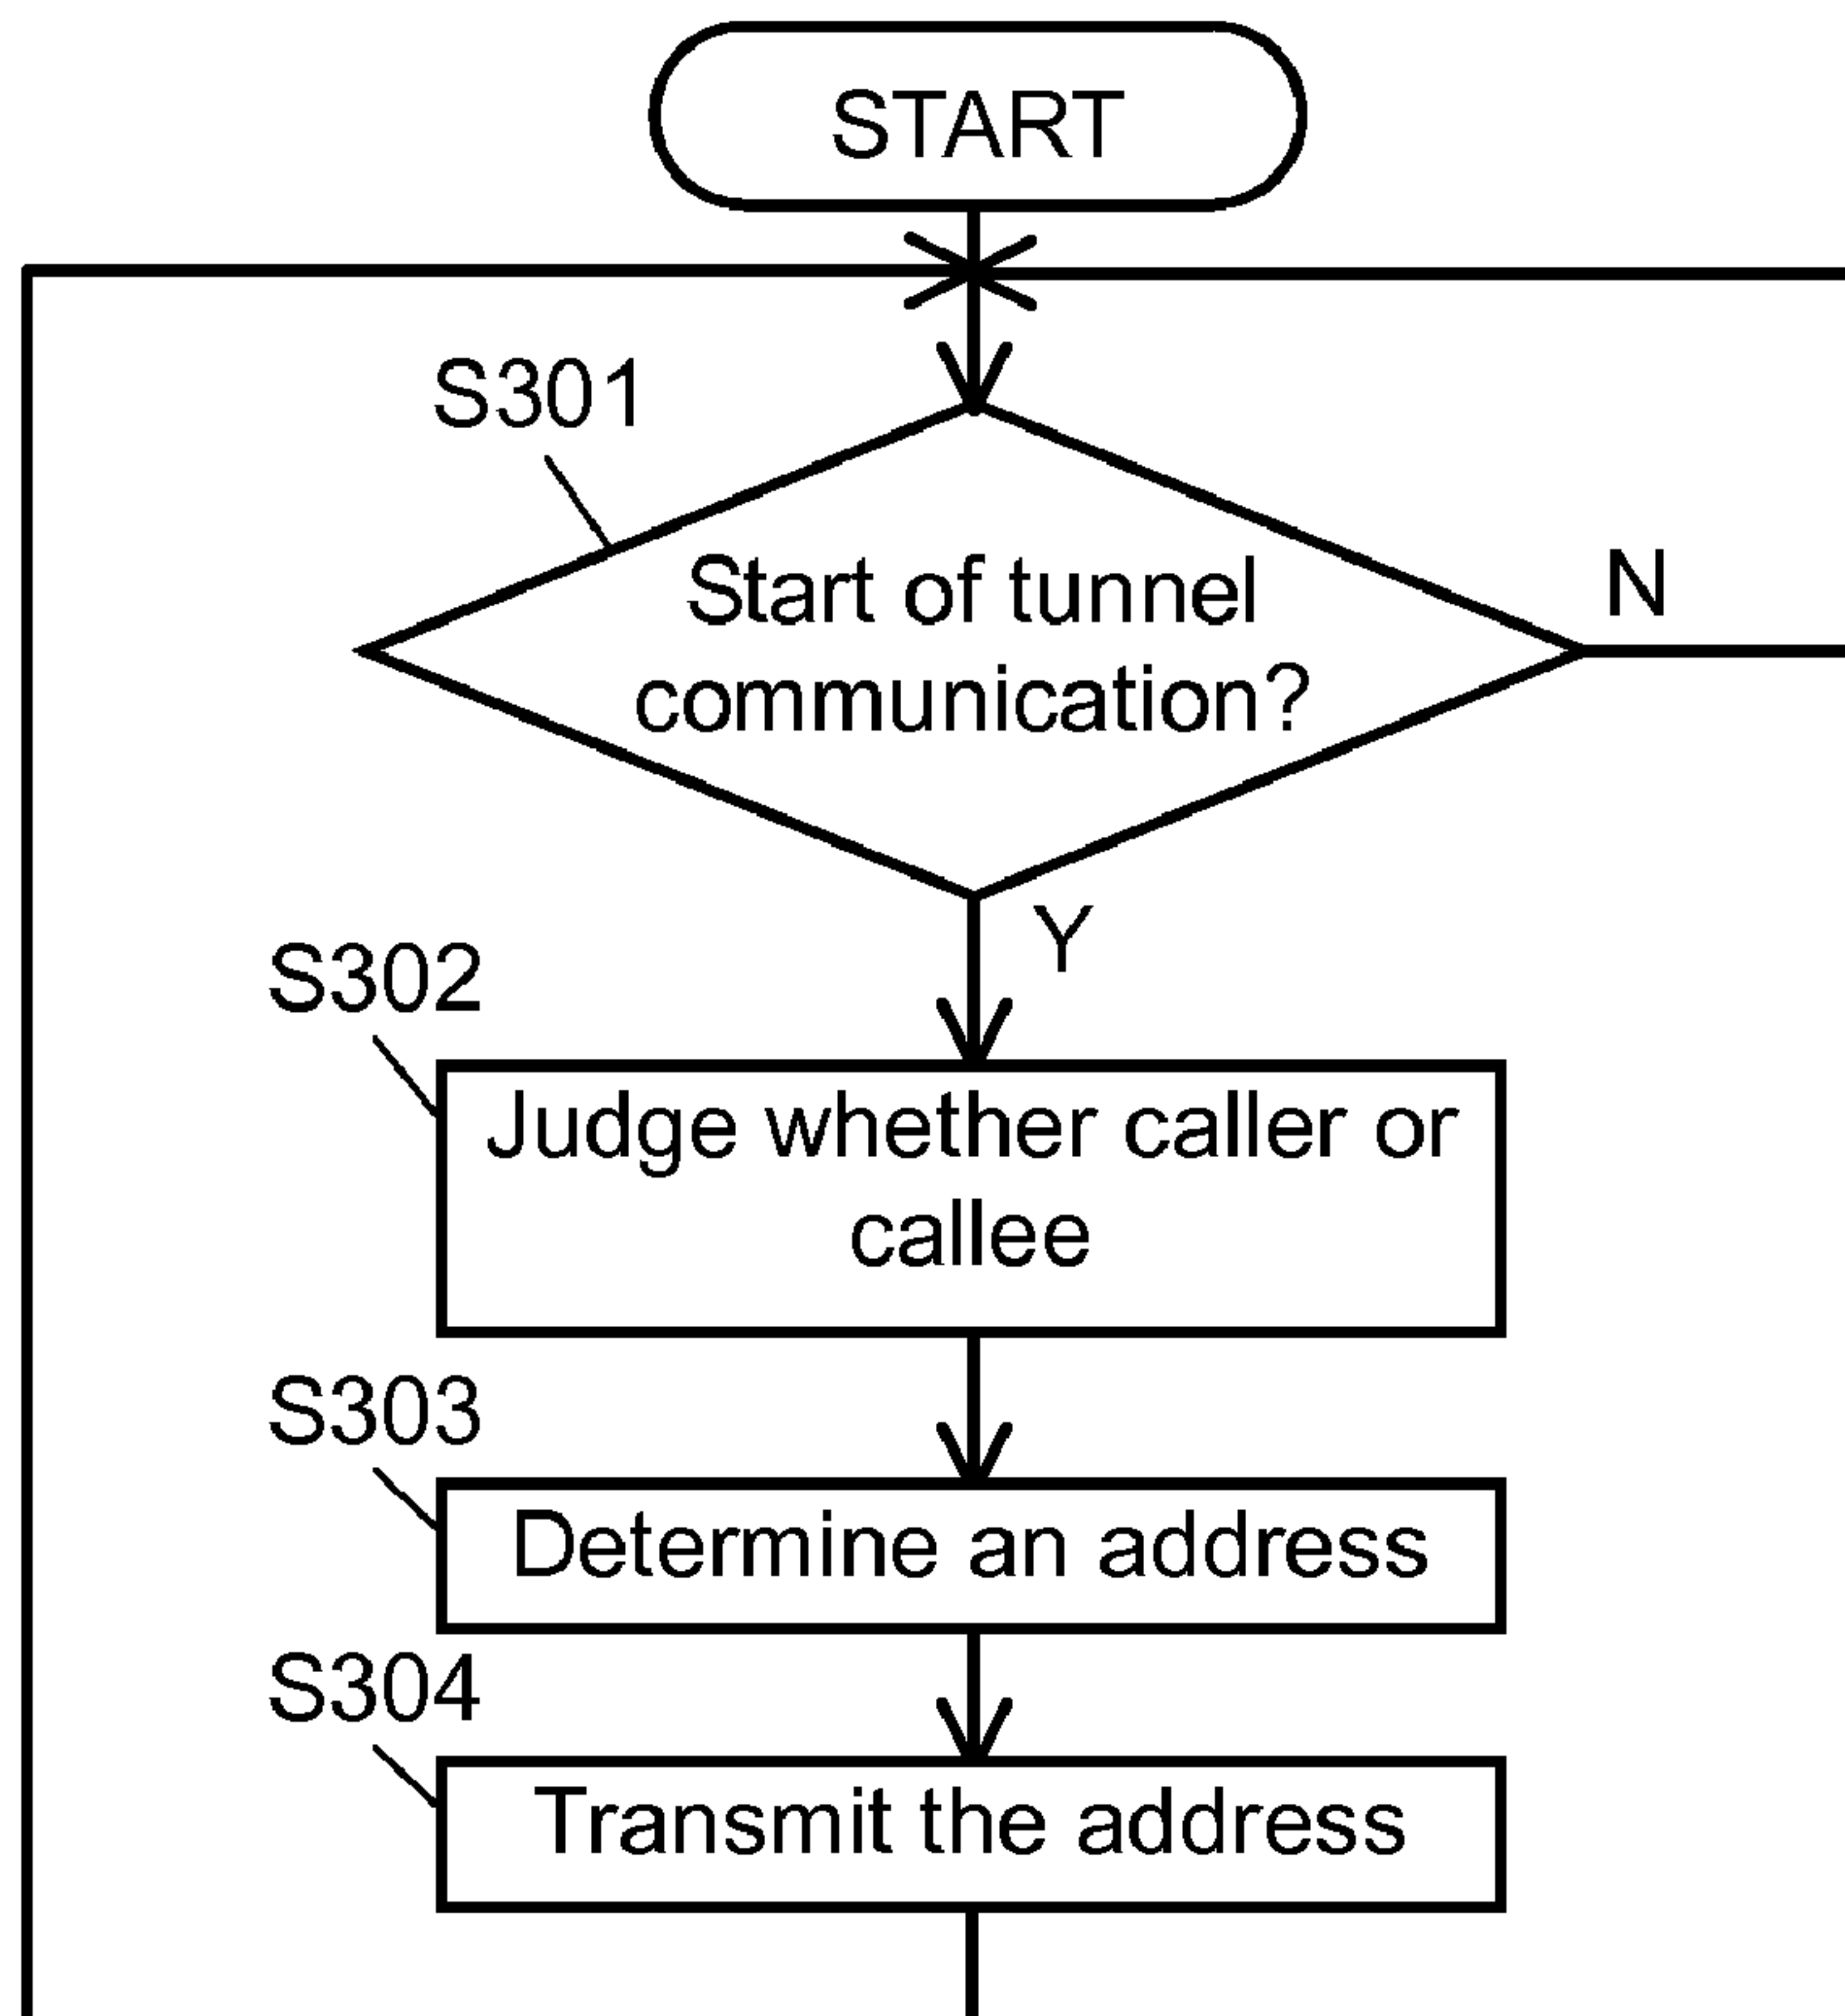 START
S301
Start of tunnel
communication?
N
Y
S302
Judge whether caller or
callee
S303
Determine an address
S304
Transmit the address